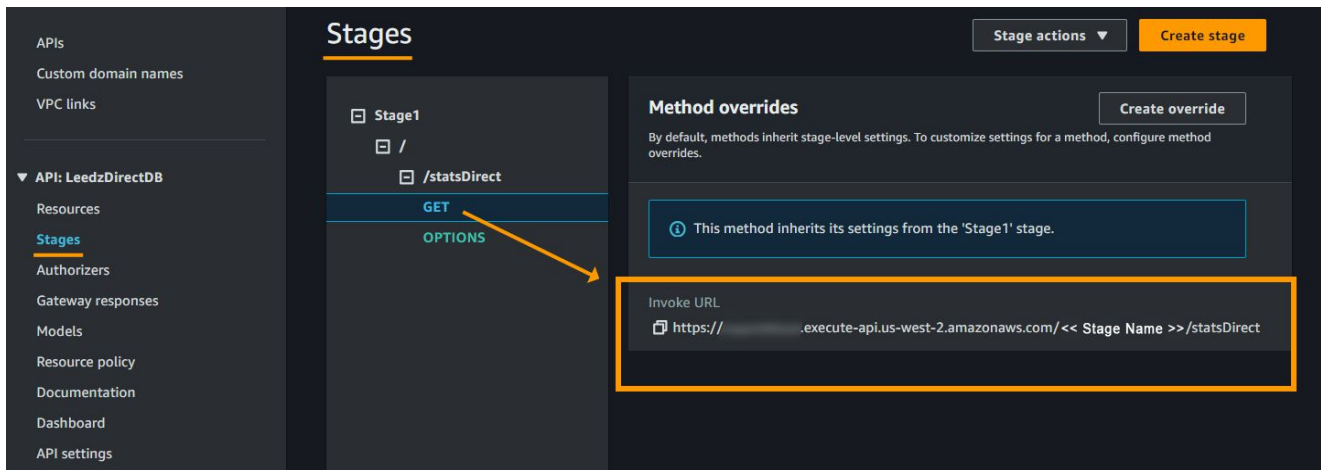 APIs
Custom domain names
VPC links
▼ API: LeedzDirectDB
Resources
Stages
Authorizers
Gateway responses
Models
Resource policy
Documentation
Dashboard
API settings
Stages
Stage actions ▼
Create stage
Stage1
/
/statsDirect
GET
OPTIONS
Method overrides
Create override
By default, methods inherit stage-level settings. To customize settings for a method, configure method
overrides.
This method inherits its settings from the 'Stage1' stage.
Invoke URL
https:// .execute-api.us-west-2.amazonaws.com/<< Stage Name >>/statsDirect